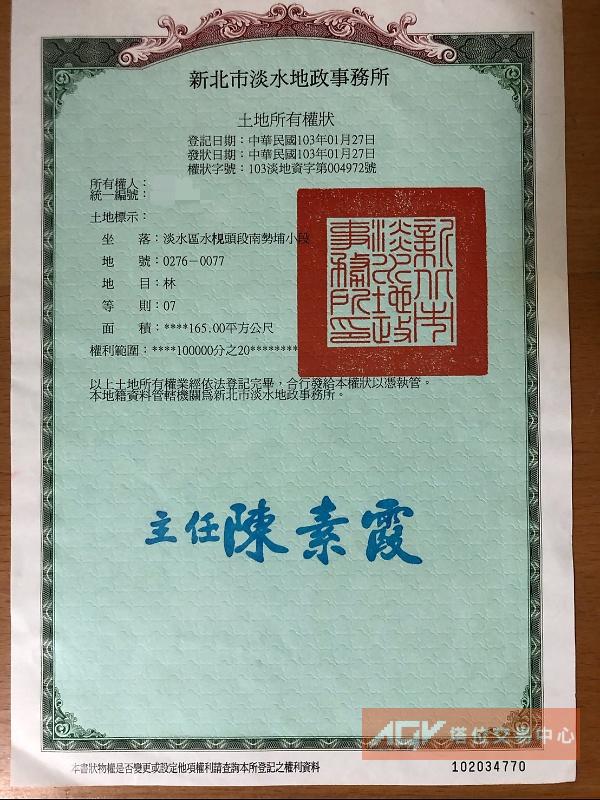 新北市淡水地政事務所
土地所有權狀
登記日期：中華民國103年01月27日
發狀日期：中華民國103年01月27日
權狀字號：103淡地資字第004972號
所有權人：
統一編號：
土地標示：
坐 落：淡水區水梘頭段南勢埔小段
地 號：0276-0077
地 目：林
等 則：07
面 積：****165.00平方公尺
權利範圍：****100000分之20********
新北市淡水地政事務所印
以上土地所有權業經依法登記完畢，合行發給本權狀以憑執管。
本地籍資料管轄機關為新北市淡水地政事務所。
主任陳素霞
AGV 塔位交易中心
本書狀物權是否變更或設定他項權利請查詢本所登記之權利資料
102034770